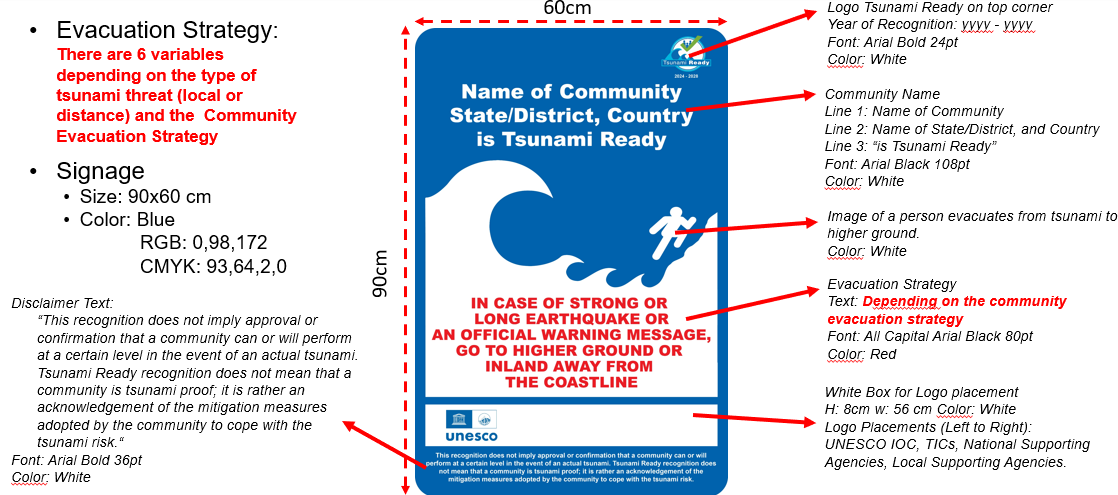 • Evacuation Strategy:
There are 6 variables
depending on the type of
tsunami threat (local or
distance) and the Community
Evacuation Strategy
• Signage
• Size: 90x60 cm
• Color: Blue
RGB: 0,98,172
CMYK: 93,64,2,0
Disclaimer Text:
“This recognition does not imply approval or
confirmation that a community can or will perform
at a certain level in the event of an actual tsunami.
Tsunami Ready recognition does not mean that a
community is tsunami proof; it is rather an
acknowledgement of the mitigation measures
adopted by the community to cope with the
tsunami risk.“
Font: Arial Bold 36pt
Color: White
60cm
90cm
Tsunami Ready
2024 - 2028
Name of Community
State/District, Country
is Tsunami Ready
IN CASE OF STRONG OR
LONG EARTHQUAKE OR
AN OFFICIAL WARNING MESSAGE,
GO TO HIGHER GROUND OR
INLAND AWAY FROM
THE COASTLINE
unesco
This recognition does not imply approval or confirmation that a community can or will
perform at a certain level in the event of an actual tsunami. Tsunami Ready recognition does
not mean that a community is tsunami proof; it is rather an acknowledgement of the
mitigation measures adopted by the community to cope with the tsunami risk.
Logo Tsunami Ready on top corner
Year of Recognition: yyyy - yyyy
Font: Arial Bold 24pt
Color: White
Community Name
Line 1: Name of Community
Line 2: Name of State/District, and Country
Line 3: “is Tsunami Ready”
Font: Arial Black 108pt
Color: White
Image of a person evacuates from tsunami to
higher ground.
Color: White
Evacuation Strategy
Text: Depending on the community
evacuation strategy
Font: All Capital Arial Black 80pt
Color: Red
White Box for Logo placement
H: 8cm w: 56 cm Color: White
Logo Placements (Left to Right):
UNESCO IOC, TICs, National Supporting
Agencies, Local Supporting Agencies.